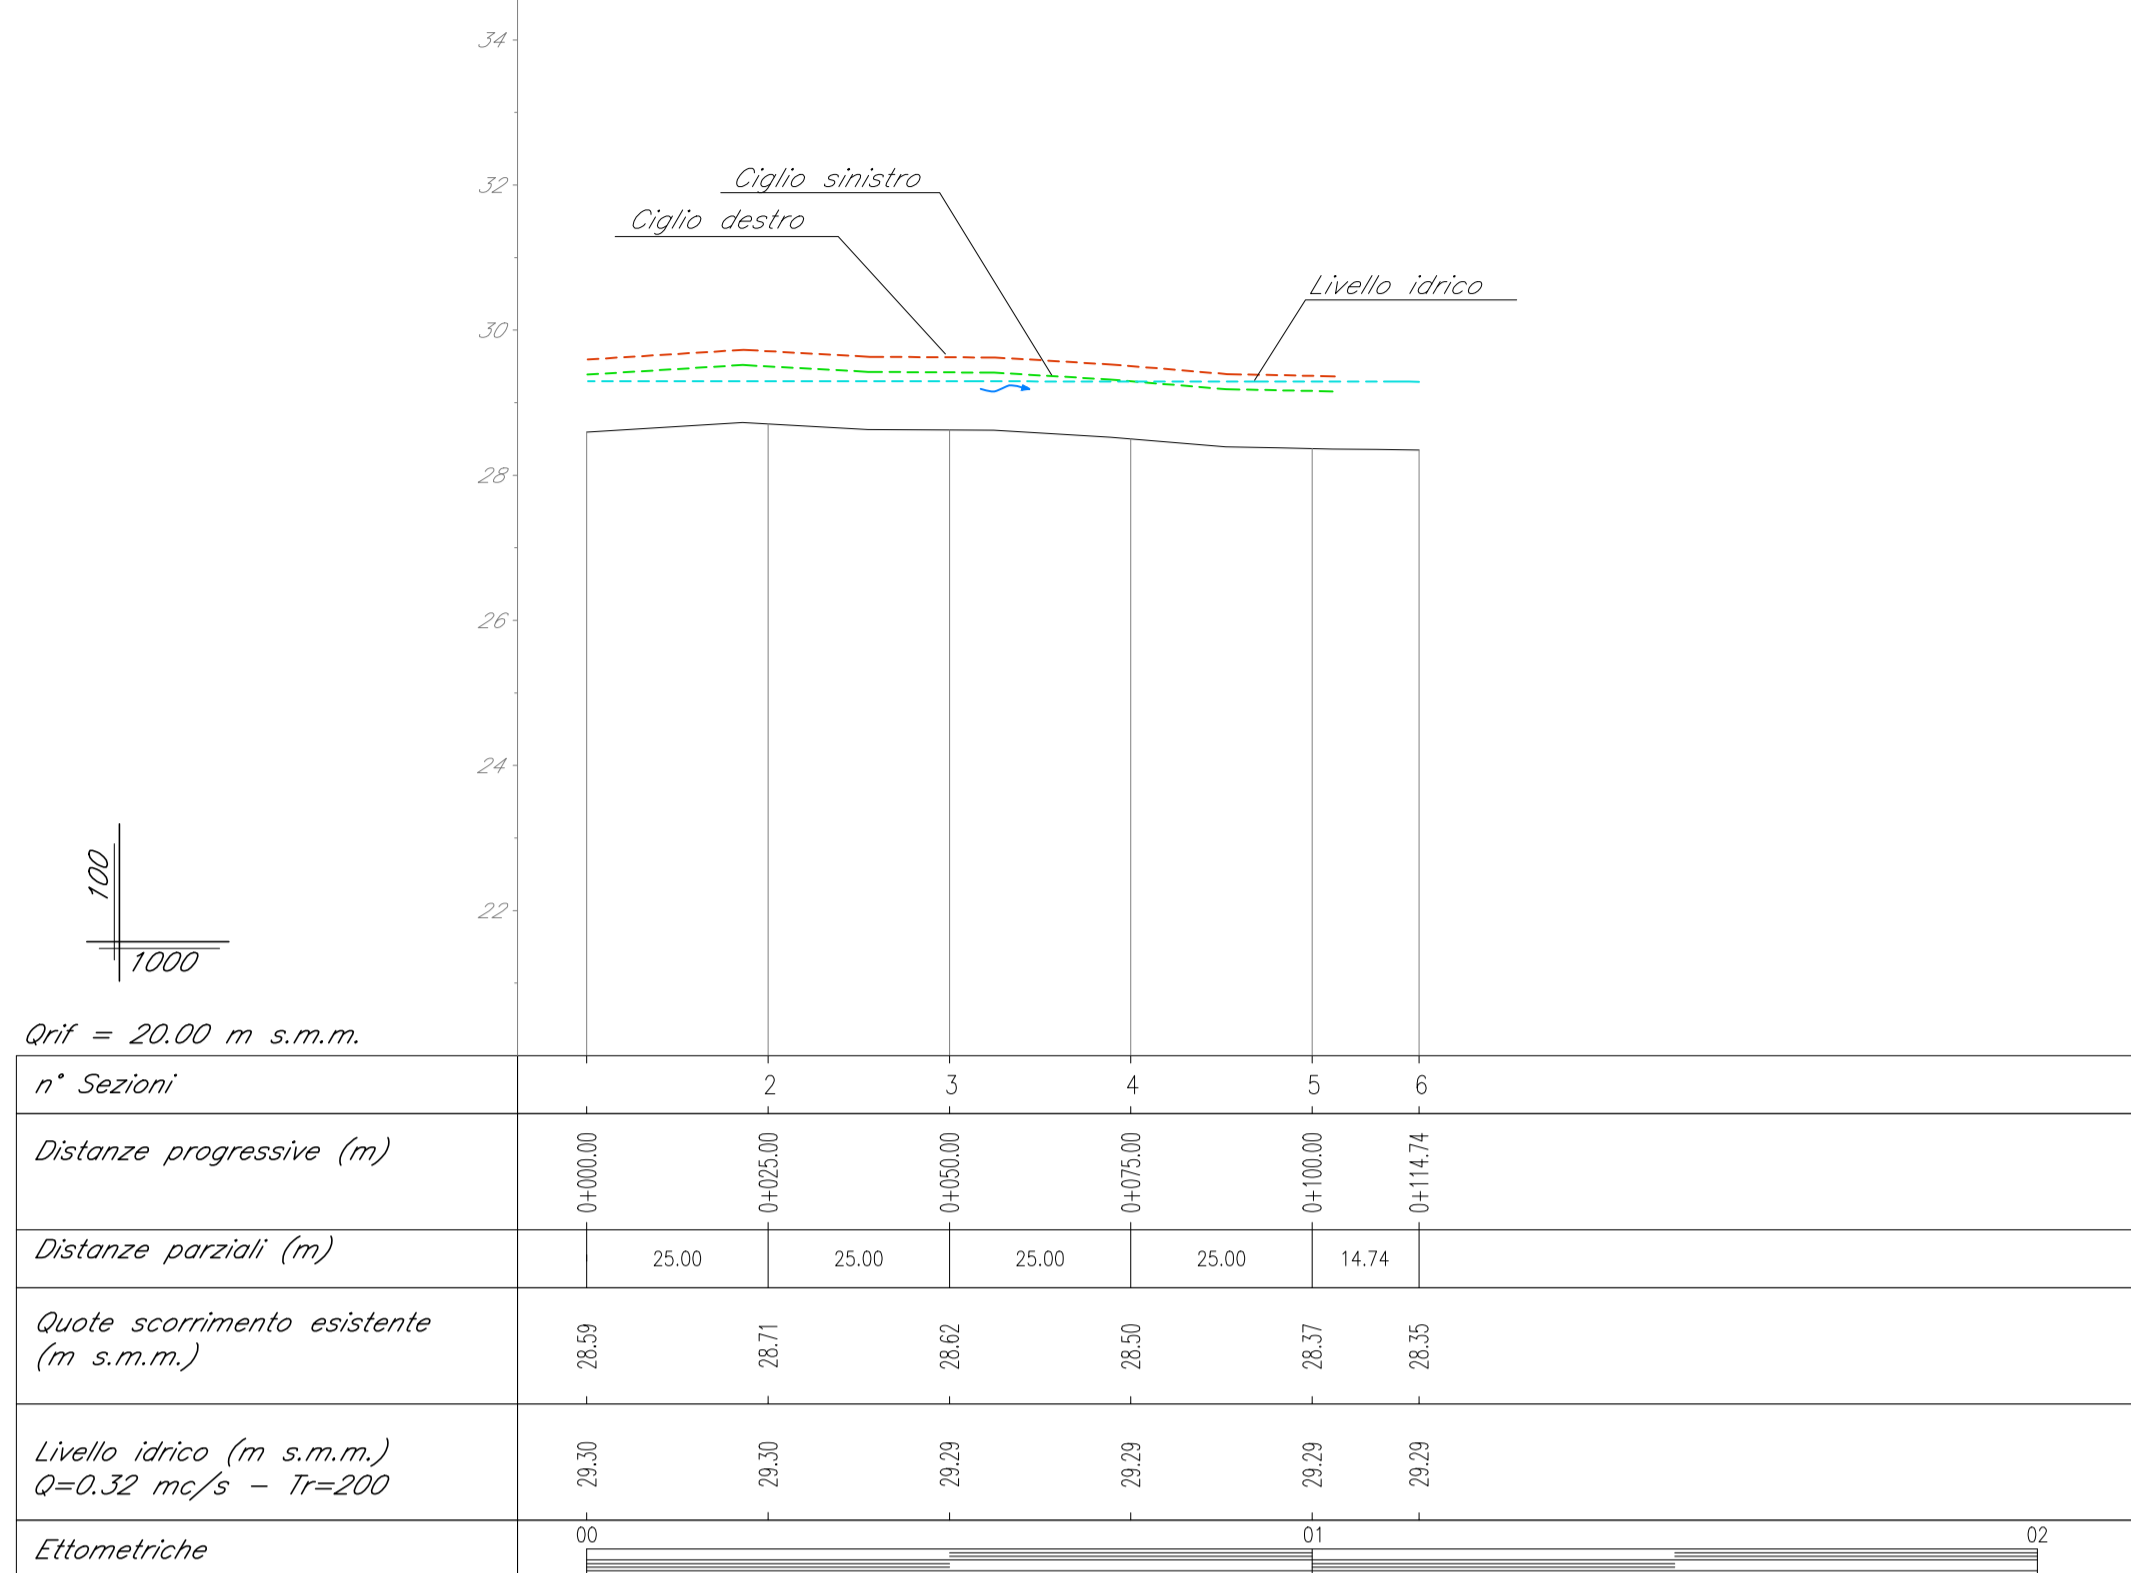 34
32
30
28
26
24
22
Ciglio sinistro
Ciglio destro
Livello idrico
100
1000
Qrif = 20.00 m s.m.m.
n° Sezioni 2 3 4 5 6
Distanze progressive (m) 0+000.00 0+025.00 0+050.00 0+075.00 0+100.00 0+114.74
Distanze parziali (m) 25.00 25.00 25.00 25.00 14.74
Quote scorrimento esistente
(m s.m.m.) 28.59 28.71 28.62 28.50 28.37 28.35
Livello idrico (m s.m.m.)
Q=0.32 mc/s - Tr=200 29.30 29.30 29.29 29.29 29.29 29.29
Ettometriche 00 01 02